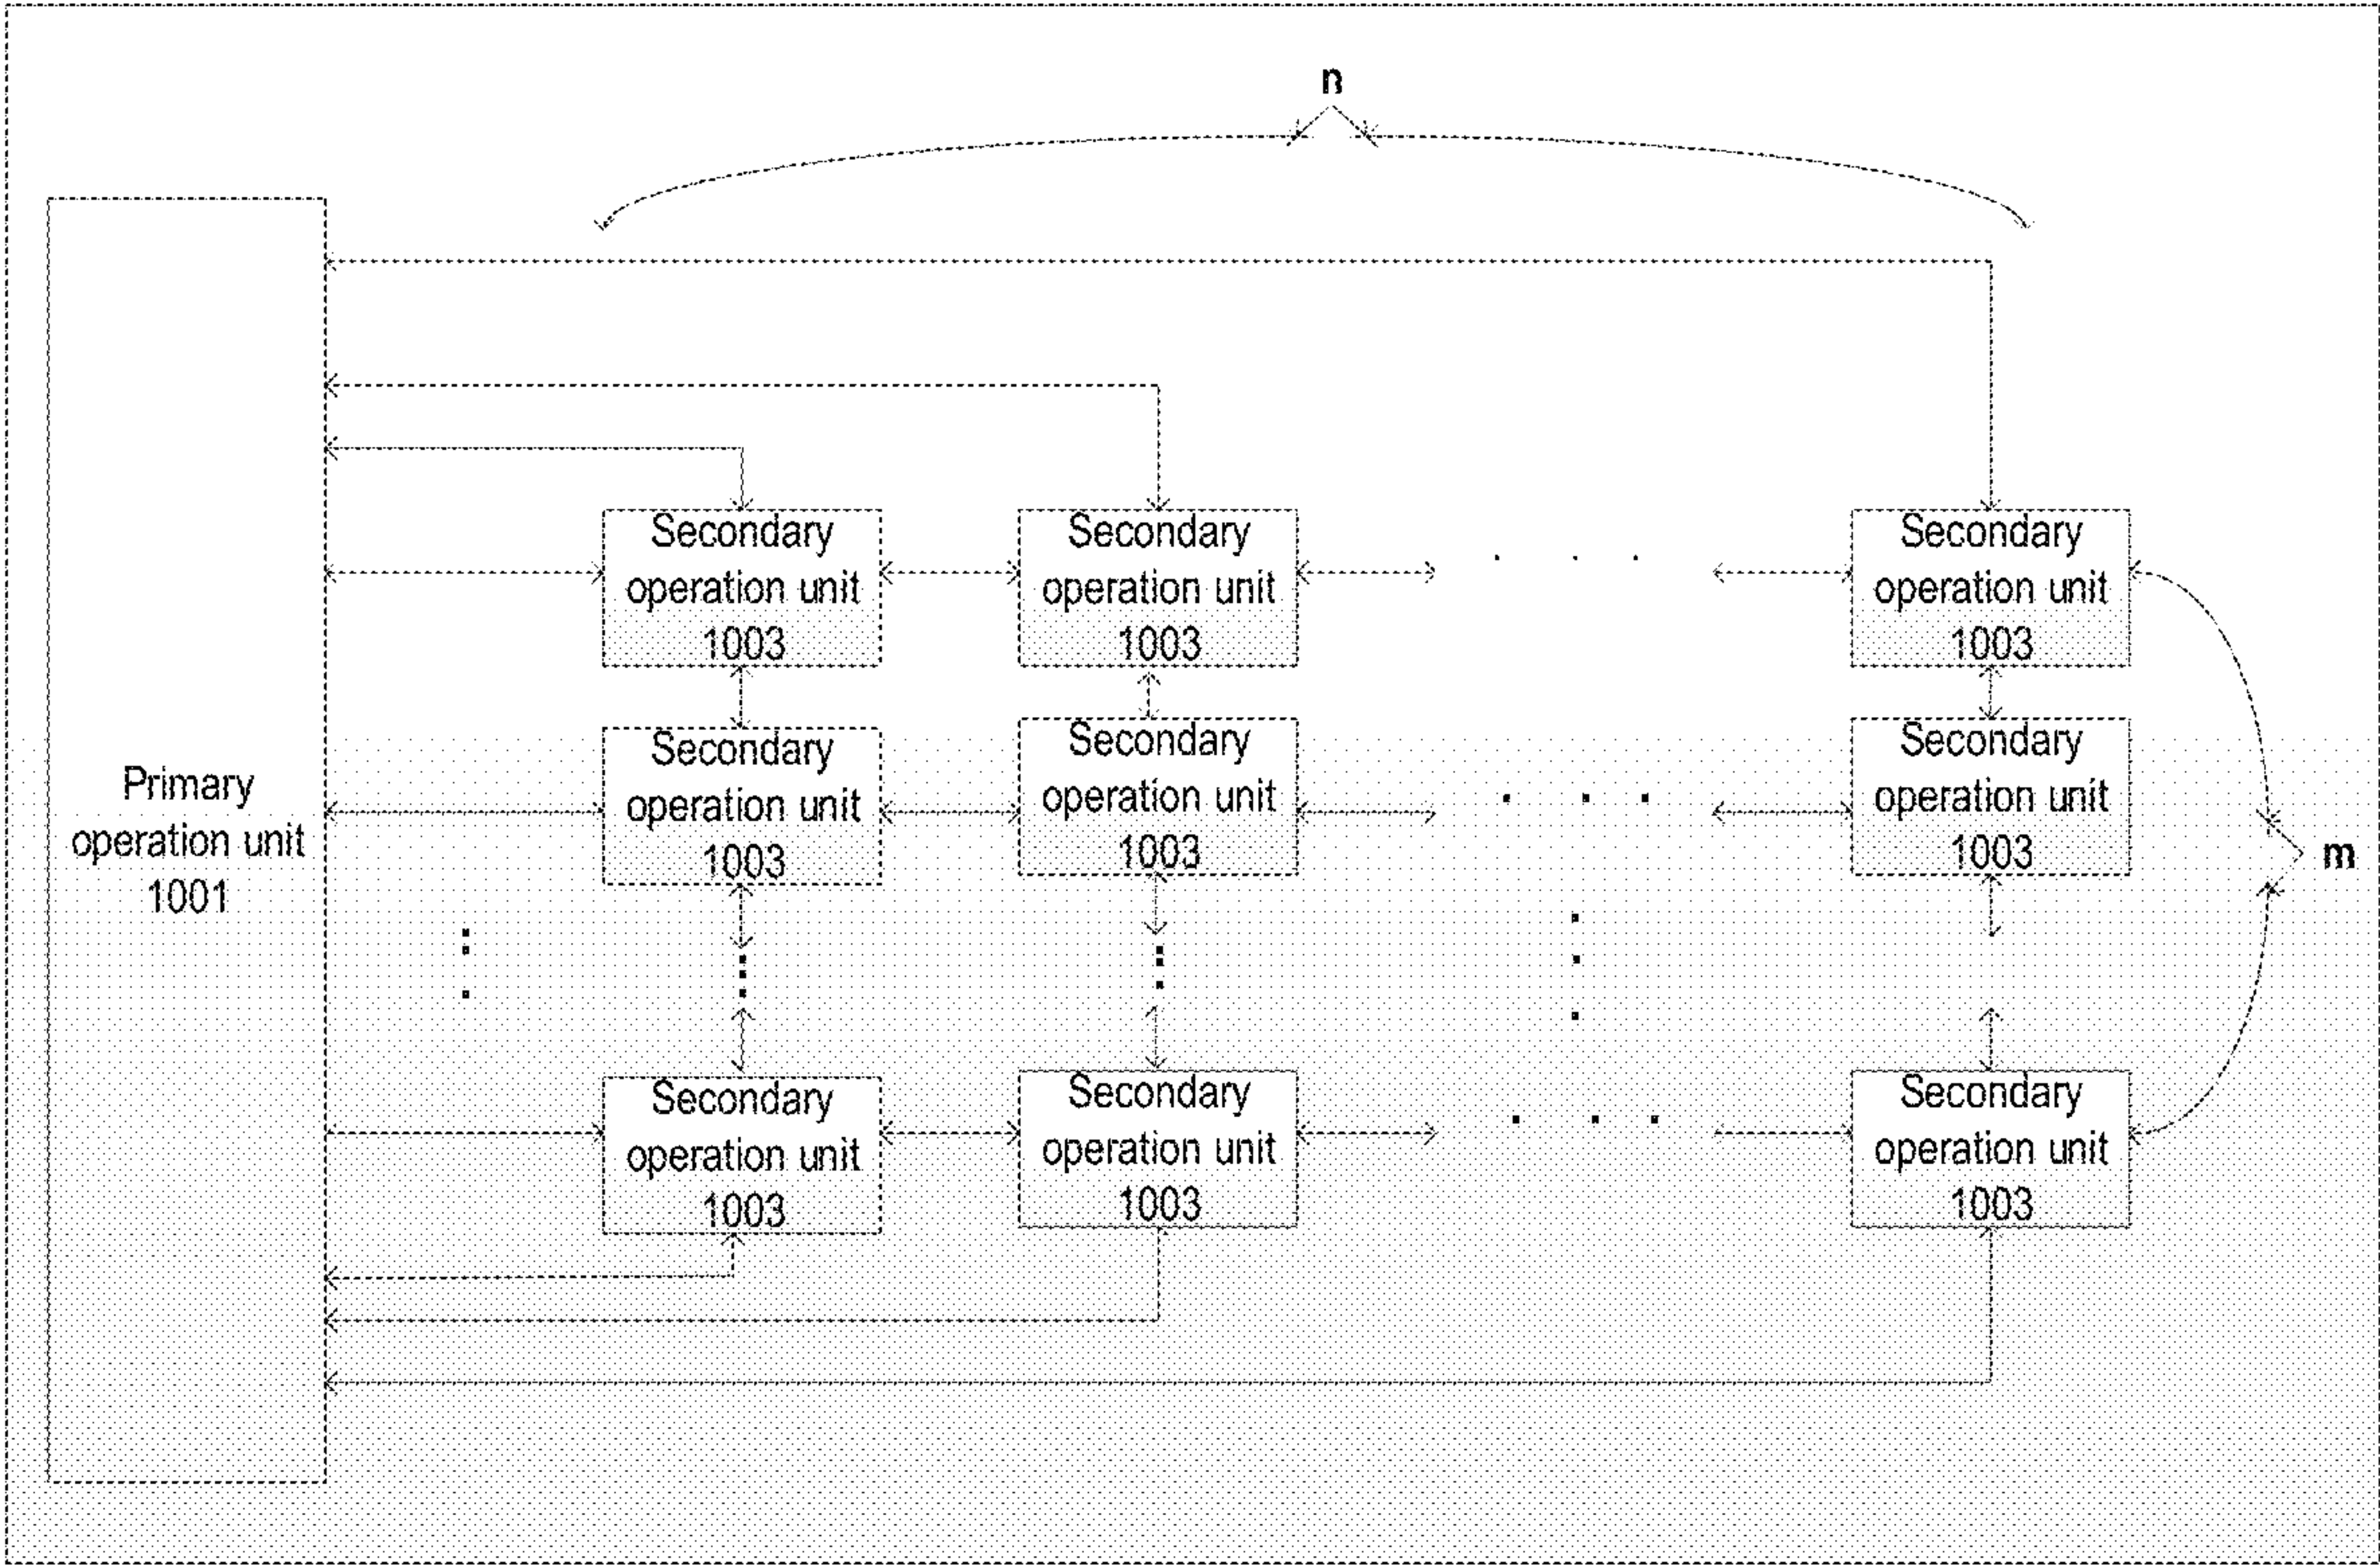 n
Secondary
operation unit
1003
Secondary
operation unit
1003
Secondary
operation unit
1003
Secondary
operation unit
1003
Secondary
operation unit
1003
Secondary
operation unit
1003
Primary
operation unit
1001
m
Secondary
operation unit
1003
Secondary
operation unit
1003
Secondary
operation unit
1003